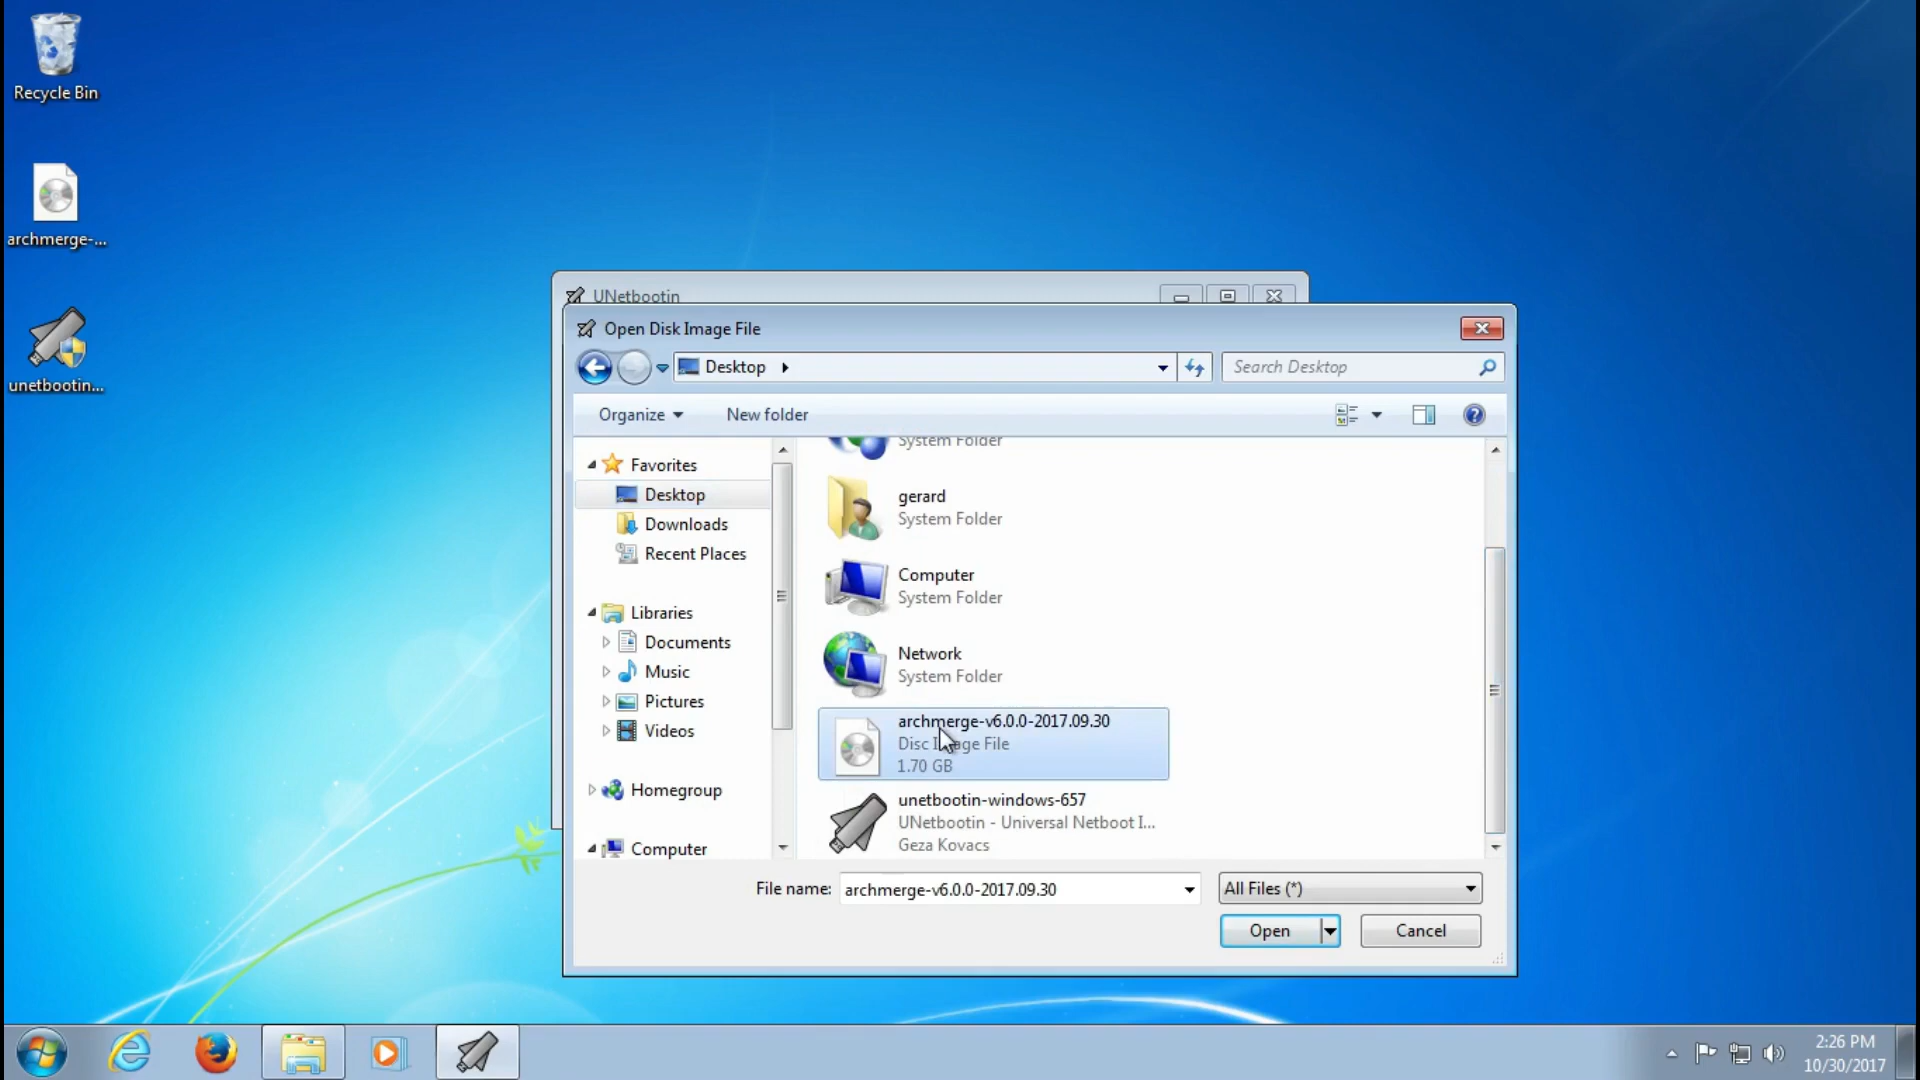 Recycle Bin
archmerge-...
unetbootin...
UNetbootin
Open Disk Image File
Desktop
Search Desktop
Organize
New folder
Favorites
Desktop
Downloads
Recent Places
Libraries
Documents
Music
Pictures
Videos
Homegroup
Computer
System Folder
gerard
System Folder
Computer
System Folder
Network
System Folder
archmerge-v6.0.0-2017.09.30
Disc Image File
1.70 GB
unetbootin-windows-657
UNetbootin - Universal Netboot I...
Geza Kovacs
File name:
archmerge-v6.0.0-2017.09.30
All Files (*)
Open
Cancel
2:26 PM
10/30/2017